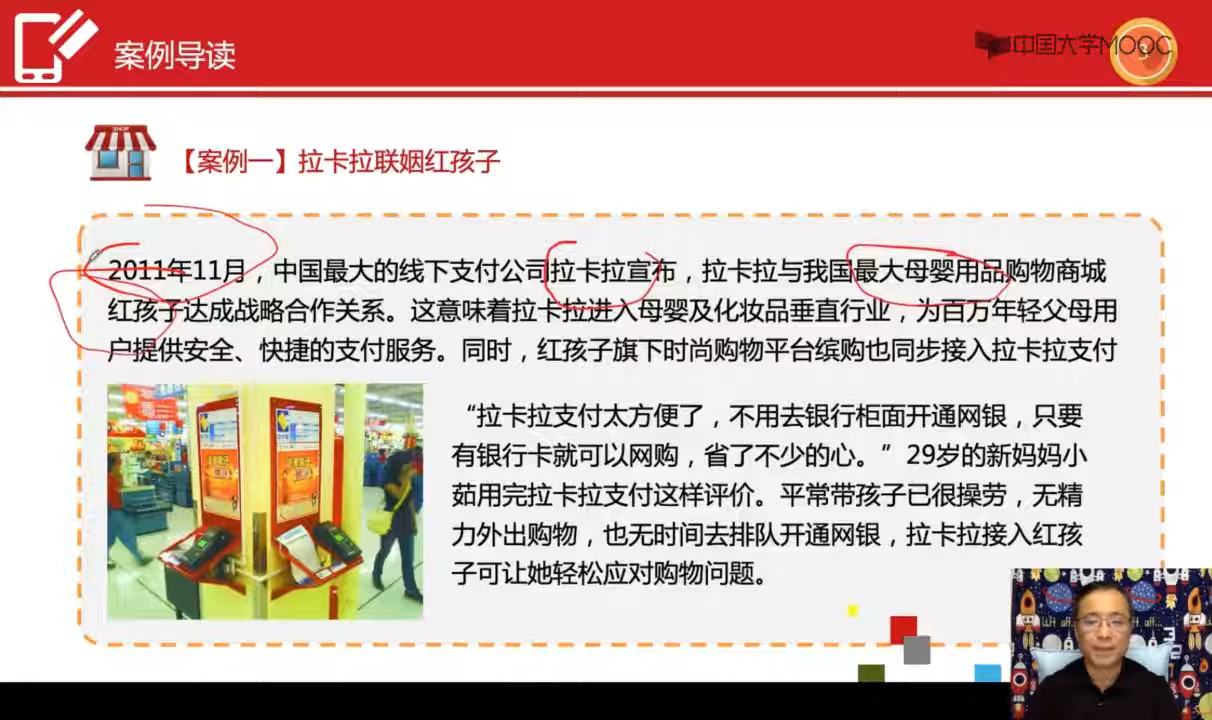 案例导读
中国大学MOOC
SHOP
【案例一】拉卡拉联姻红孩子
2011年11月，中国最大的线下支付公司拉卡拉宣布，拉卡拉与我国最大母婴用品购物商城
红孩子达成战略合作关系。这意味着拉卡拉进入母婴及化妆品垂直行业，为百万年轻父母用
户提供安全、快捷的支付服务。同时，红孩子旗下时尚购物平台缤购也同步接入拉卡拉支付
“拉卡拉支付太方便了，不用去银行柜面开通网银，只要
有银行卡就可以网购，省了不少的心。”29岁的新妈妈小
茹用完拉卡拉支付这样评价。平常带孩子已很操劳，无精
力外出购物，也无时间去排队开通网银，拉卡拉接入红孩
子可让她轻松应对购物问题。